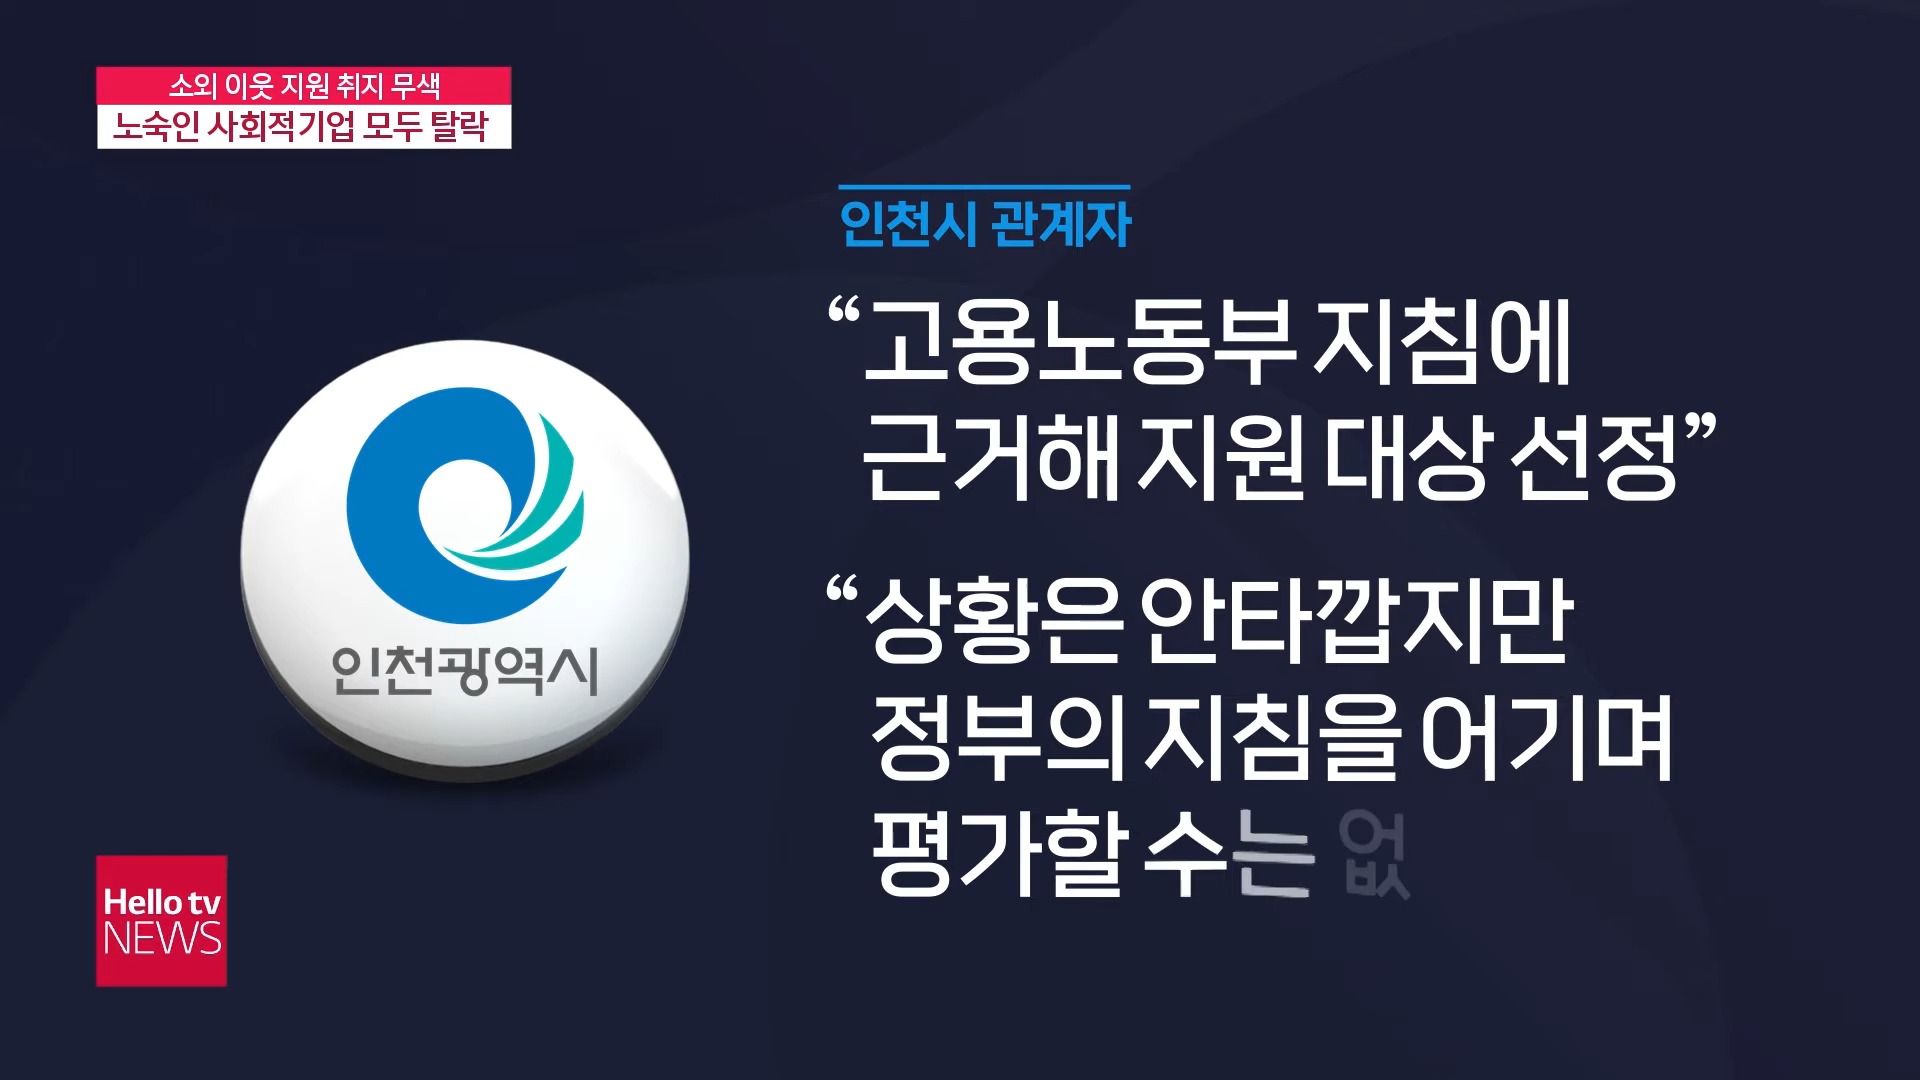 소외 이웃 지원 취지 무색
노숙인 사회적기업 모두 탈락
인천시 관계자
“고용노동부 지침에
근거해 지원 대상 선정”
“상황은 안타깝지만
정부의 지침을 어기며
평가할 수는 없
인천광역시
Hello tv
NEWS